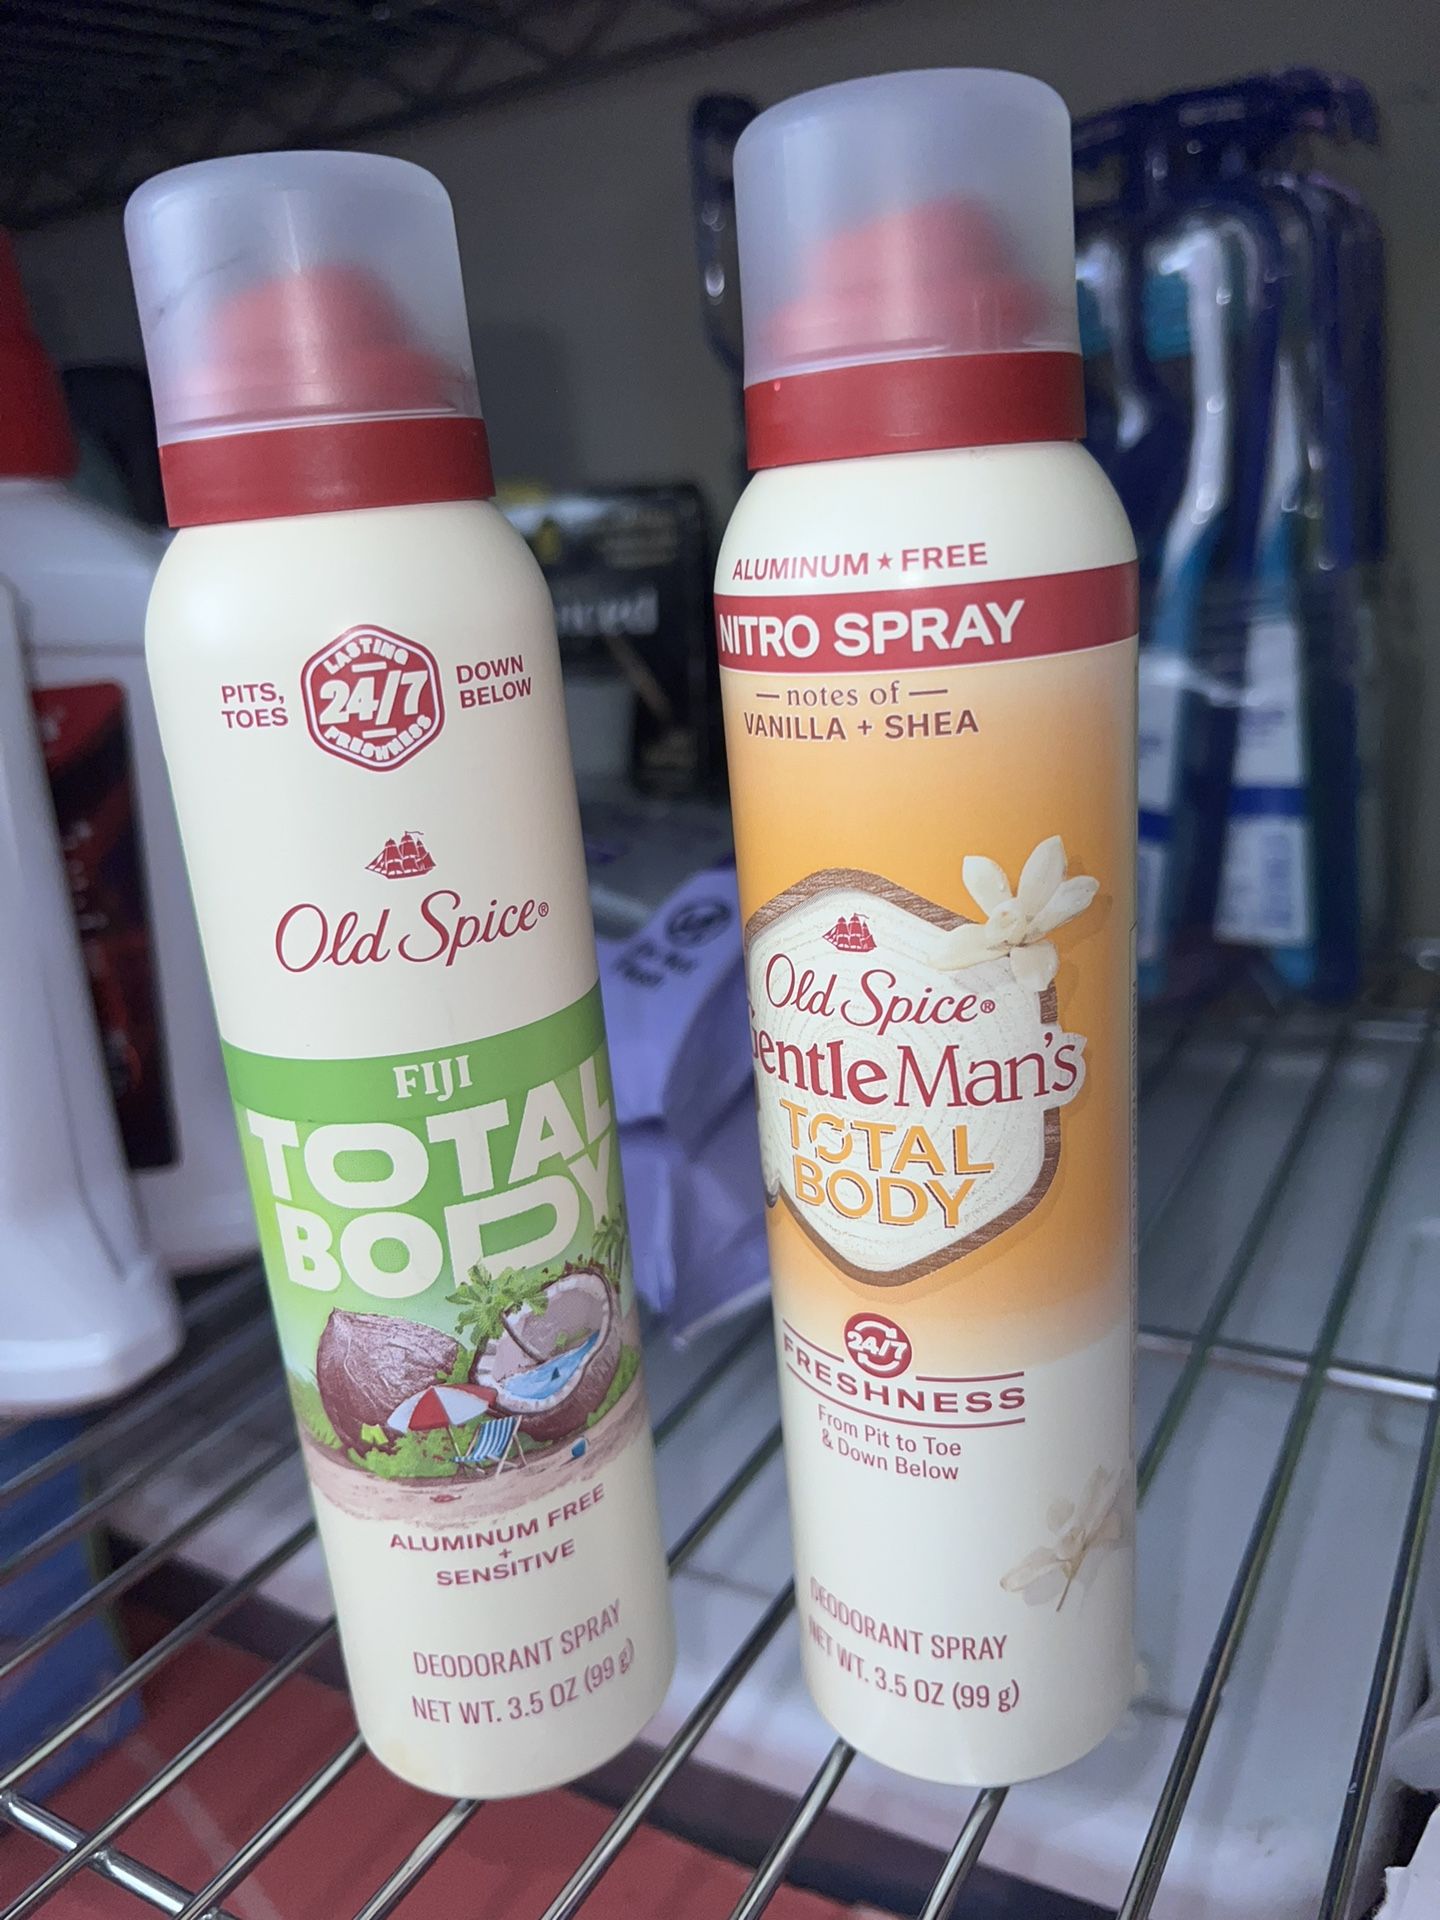 PITS,
TOES
LASTING
24/7
FRESHNESS
DOWN
BELOW
Old Spice®
FIJI
TOTAL
BODY
ALUMINUM FREE
+
SENSITIVE
DEODORANT SPRAY
NET WT. 3.5 OZ (99 g)
ALUMINUM ★ FREE
NITRO SPRAY
notes of
VANILLA + SHEA
Old Spice®
GentleMan's
TOTAL
BODY
24/7
FRESHNESS
From Pit to Toe
& Down Below
DEODORANT SPRAY
NET WT. 3.5 OZ (99 g)